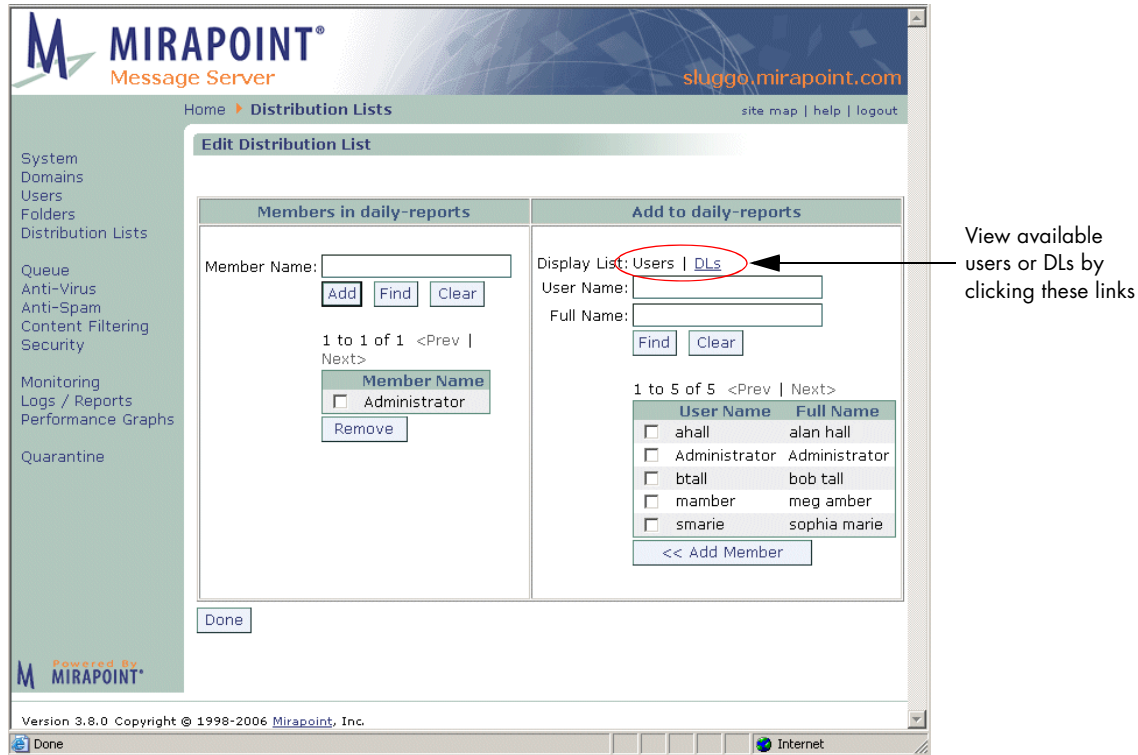 MIRAPOINT®
Message Server
sluggo.mirapoint.com
Home Distribution Lists
site map | help | logout
Edit Distribution List
System
Domains
Users
Folders
Distribution Lists
Queue
Anti-Virus
Anti-Spam
Content Filtering
Security
Monitoring
Logs / Reports
Performance Graphs
Quarantine
Members in daily-reports
Member Name:
Add Find Clear
1 to 1 of 1 <Prev |
Next>
Member Name
Administrator
Remove
Add to daily-reports
Display List: Users | DLs
User Name:
Full Name:
Find Clear
1 to 5 of 5 <Prev | Next>
User Name Full Name
ahall alan hall
Administrator Administrator
btall bob tall
mamber meg amber
smarie sophia marie
<< Add Member
View available
users or DLs by
clicking these links
Done
Powered By
MIRAPOINT®
Version 3.8.0 Copyright © 1998-2006 Mirapoint, Inc.
Done
Internet